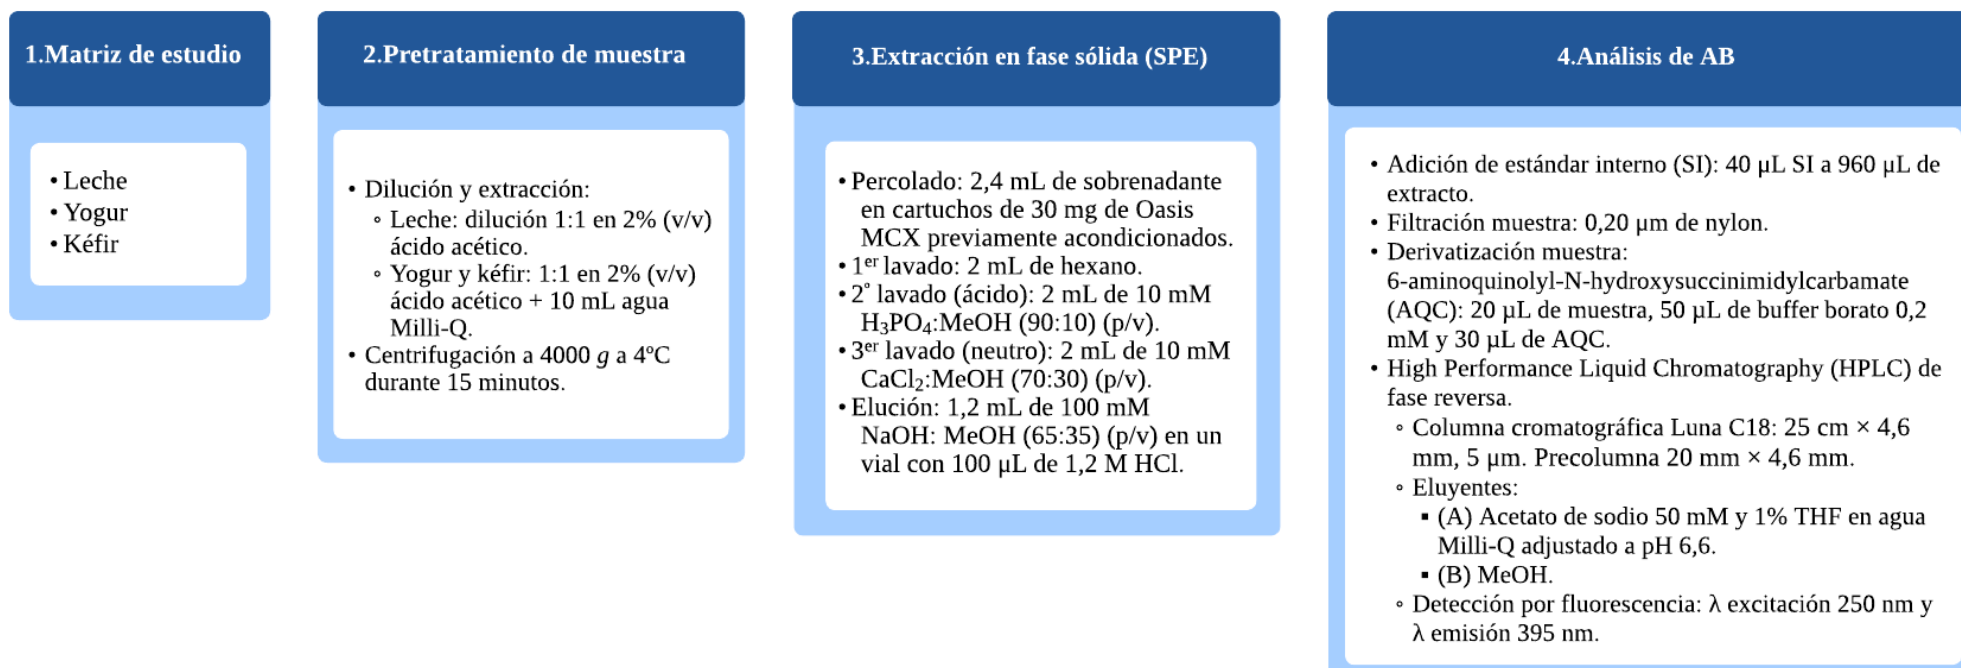 1.Matriz de estudio
• Leche
• Yogur
• Kéfir
2.Pretratamiento de muestra
• Dilución y extracción:
◦ Leche: dilución 1:1 en 2% (v/v)
ácido acético.
◦ Yogur y kéfir: 1:1 en 2% (v/v)
ácido acético + 10 mL agua
Milli-Q.
• Centrifugación a 4000 g a 4ºC
durante 15 minutos.
3.Extracción en fase sólida (SPE)
• Percolado: 2,4 mL de sobrenadante
en cartuchos de 30 mg de Oasis
MCX previamente acondicionados.
• 1er lavado: 2 mL de hexano.
• 2º lavado (ácido): 2 mL de 10 mM
H₃PO₄:MeOH (90:10) (p/v).
• 3er lavado (neutro): 2 mL de 10 mM
CaCl₂:MeOH (70:30) (p/v).
• Elución: 1,2 mL de 100 mM
NaOH: MeOH (65:35) (p/v) en un
vial con 100 µL de 1,2 M HCl.
4.Análisis de AB
• Adición de estándar interno (SI): 40 µL SI a 960 µL de
extracto.
• Filtración muestra: 0,20 µm de nylon.
• Derivatización muestra:
6-aminoquinolyl-N-hydroxysuccinimidylcarbamate
(AQC): 20 µL de muestra, 50 µL de buffer borato 0,2
mM y 30 µL de AQC.
• High Performance Liquid Chromatography (HPLC) de
fase reversa.
◦ Columna cromatográfica Luna C18: 25 cm × 4,6
mm, 5 µm. Precolumna 20 mm × 4,6 mm.
◦ Eluyentes:
▪ (A) Acetato de sodio 50 mM y 1% THF en agua
Milli-Q adjustado a pH 6,6.
▪ (B) MeOH.
◦ Detección por fluorescencia: λ excitación 250 nm y
λ emisión 395 nm.